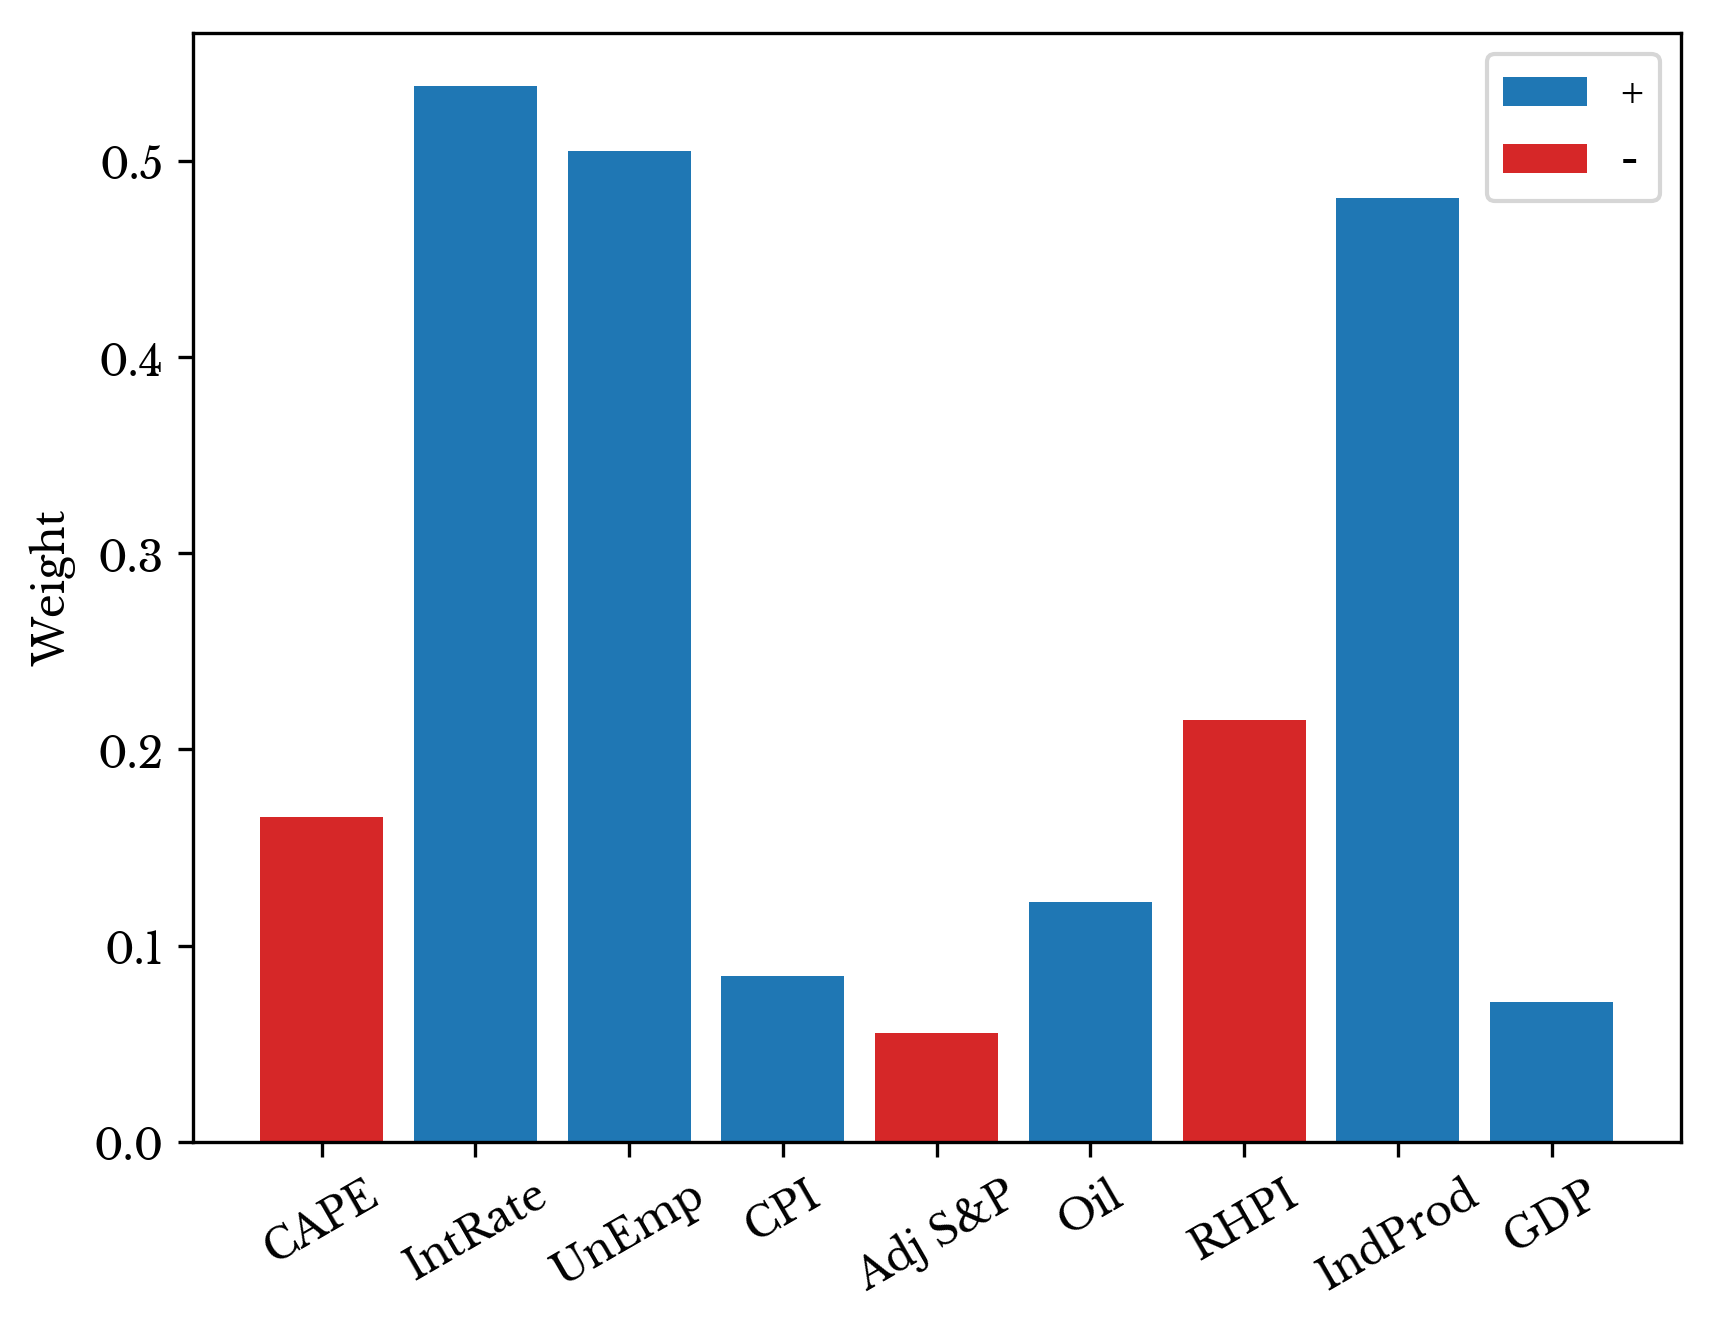 +
-
Weight
0.5
0.4
0.3
0.2
0.1
0.0
CAPE
IntRate
UnEmp
CPI
Adj S&P
Oil
RHPI
IndProd
GDP